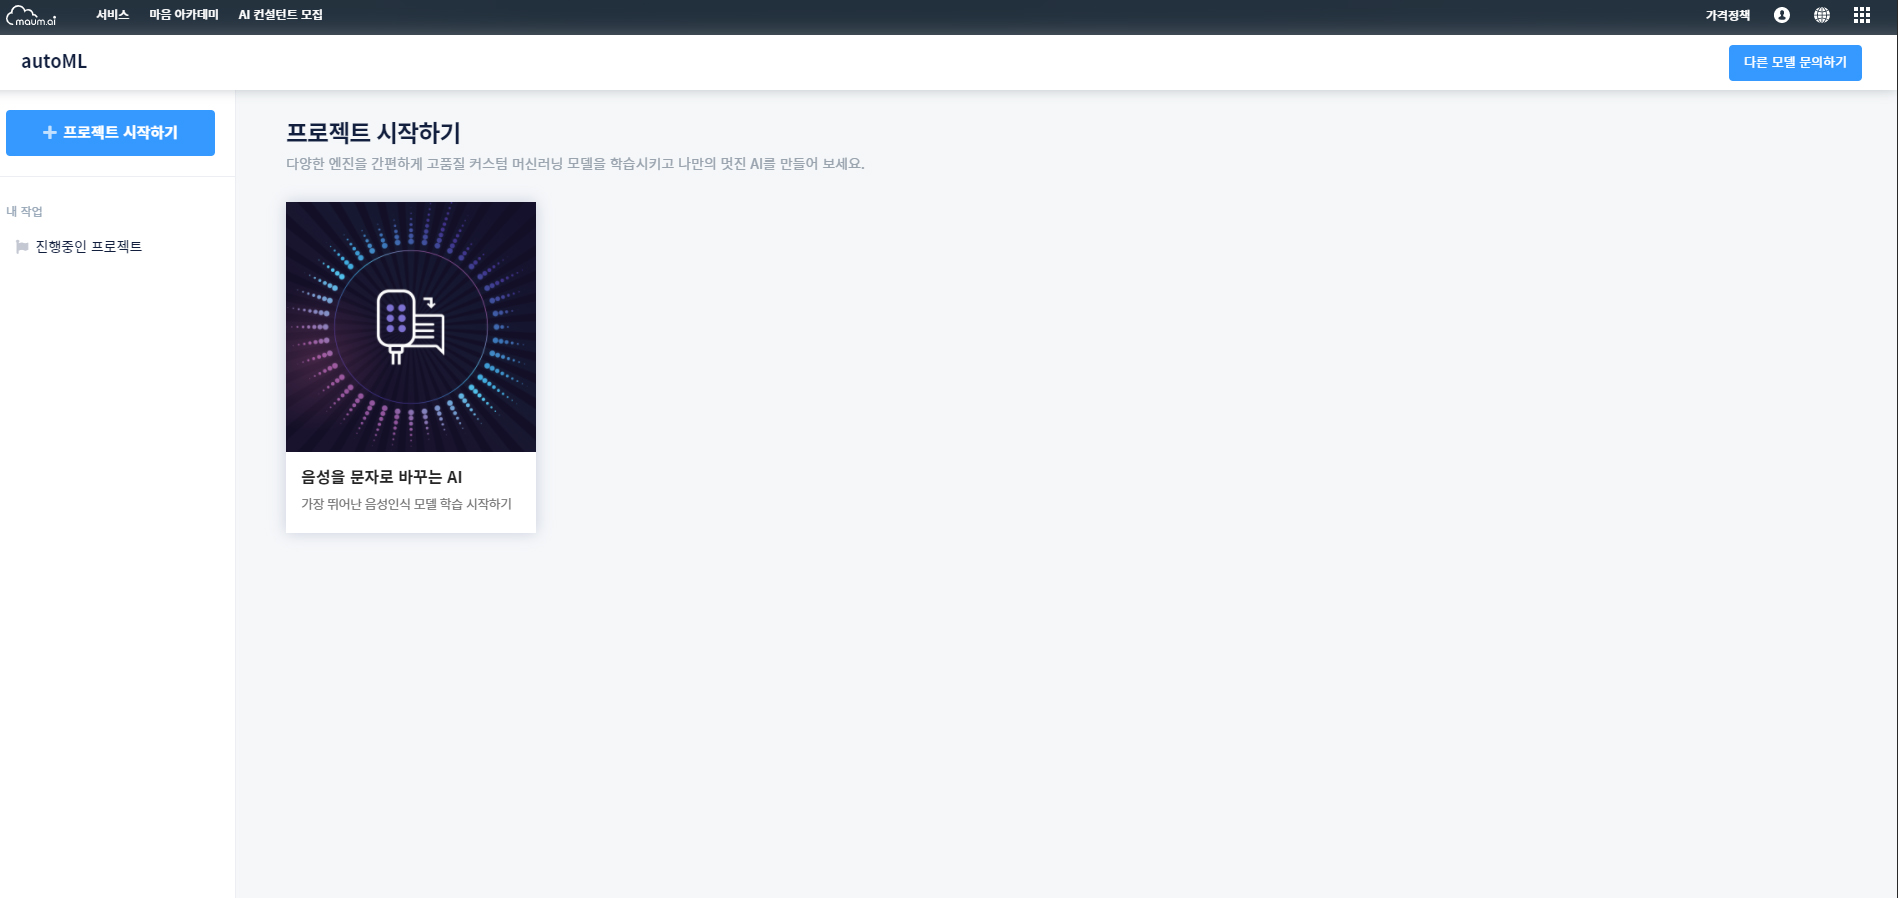 maum.ai 서비스 마음 아카데미 AI 컨설턴트 모집 가격정책
autoML
다른 모델 문의하기
프로젝트 시작하기
내 작업
진행중인 프로젝트
프로젝트 시작하기
다양한 엔진을 간편하게 고품질 커스텀 머신러닝 모델을 학습시키고 나만의 멋진 AI를 만들어 보세요.
음성을 문자로 바꾸는 AI
가장 뛰어난 음성인식 모델 학습 시작하기